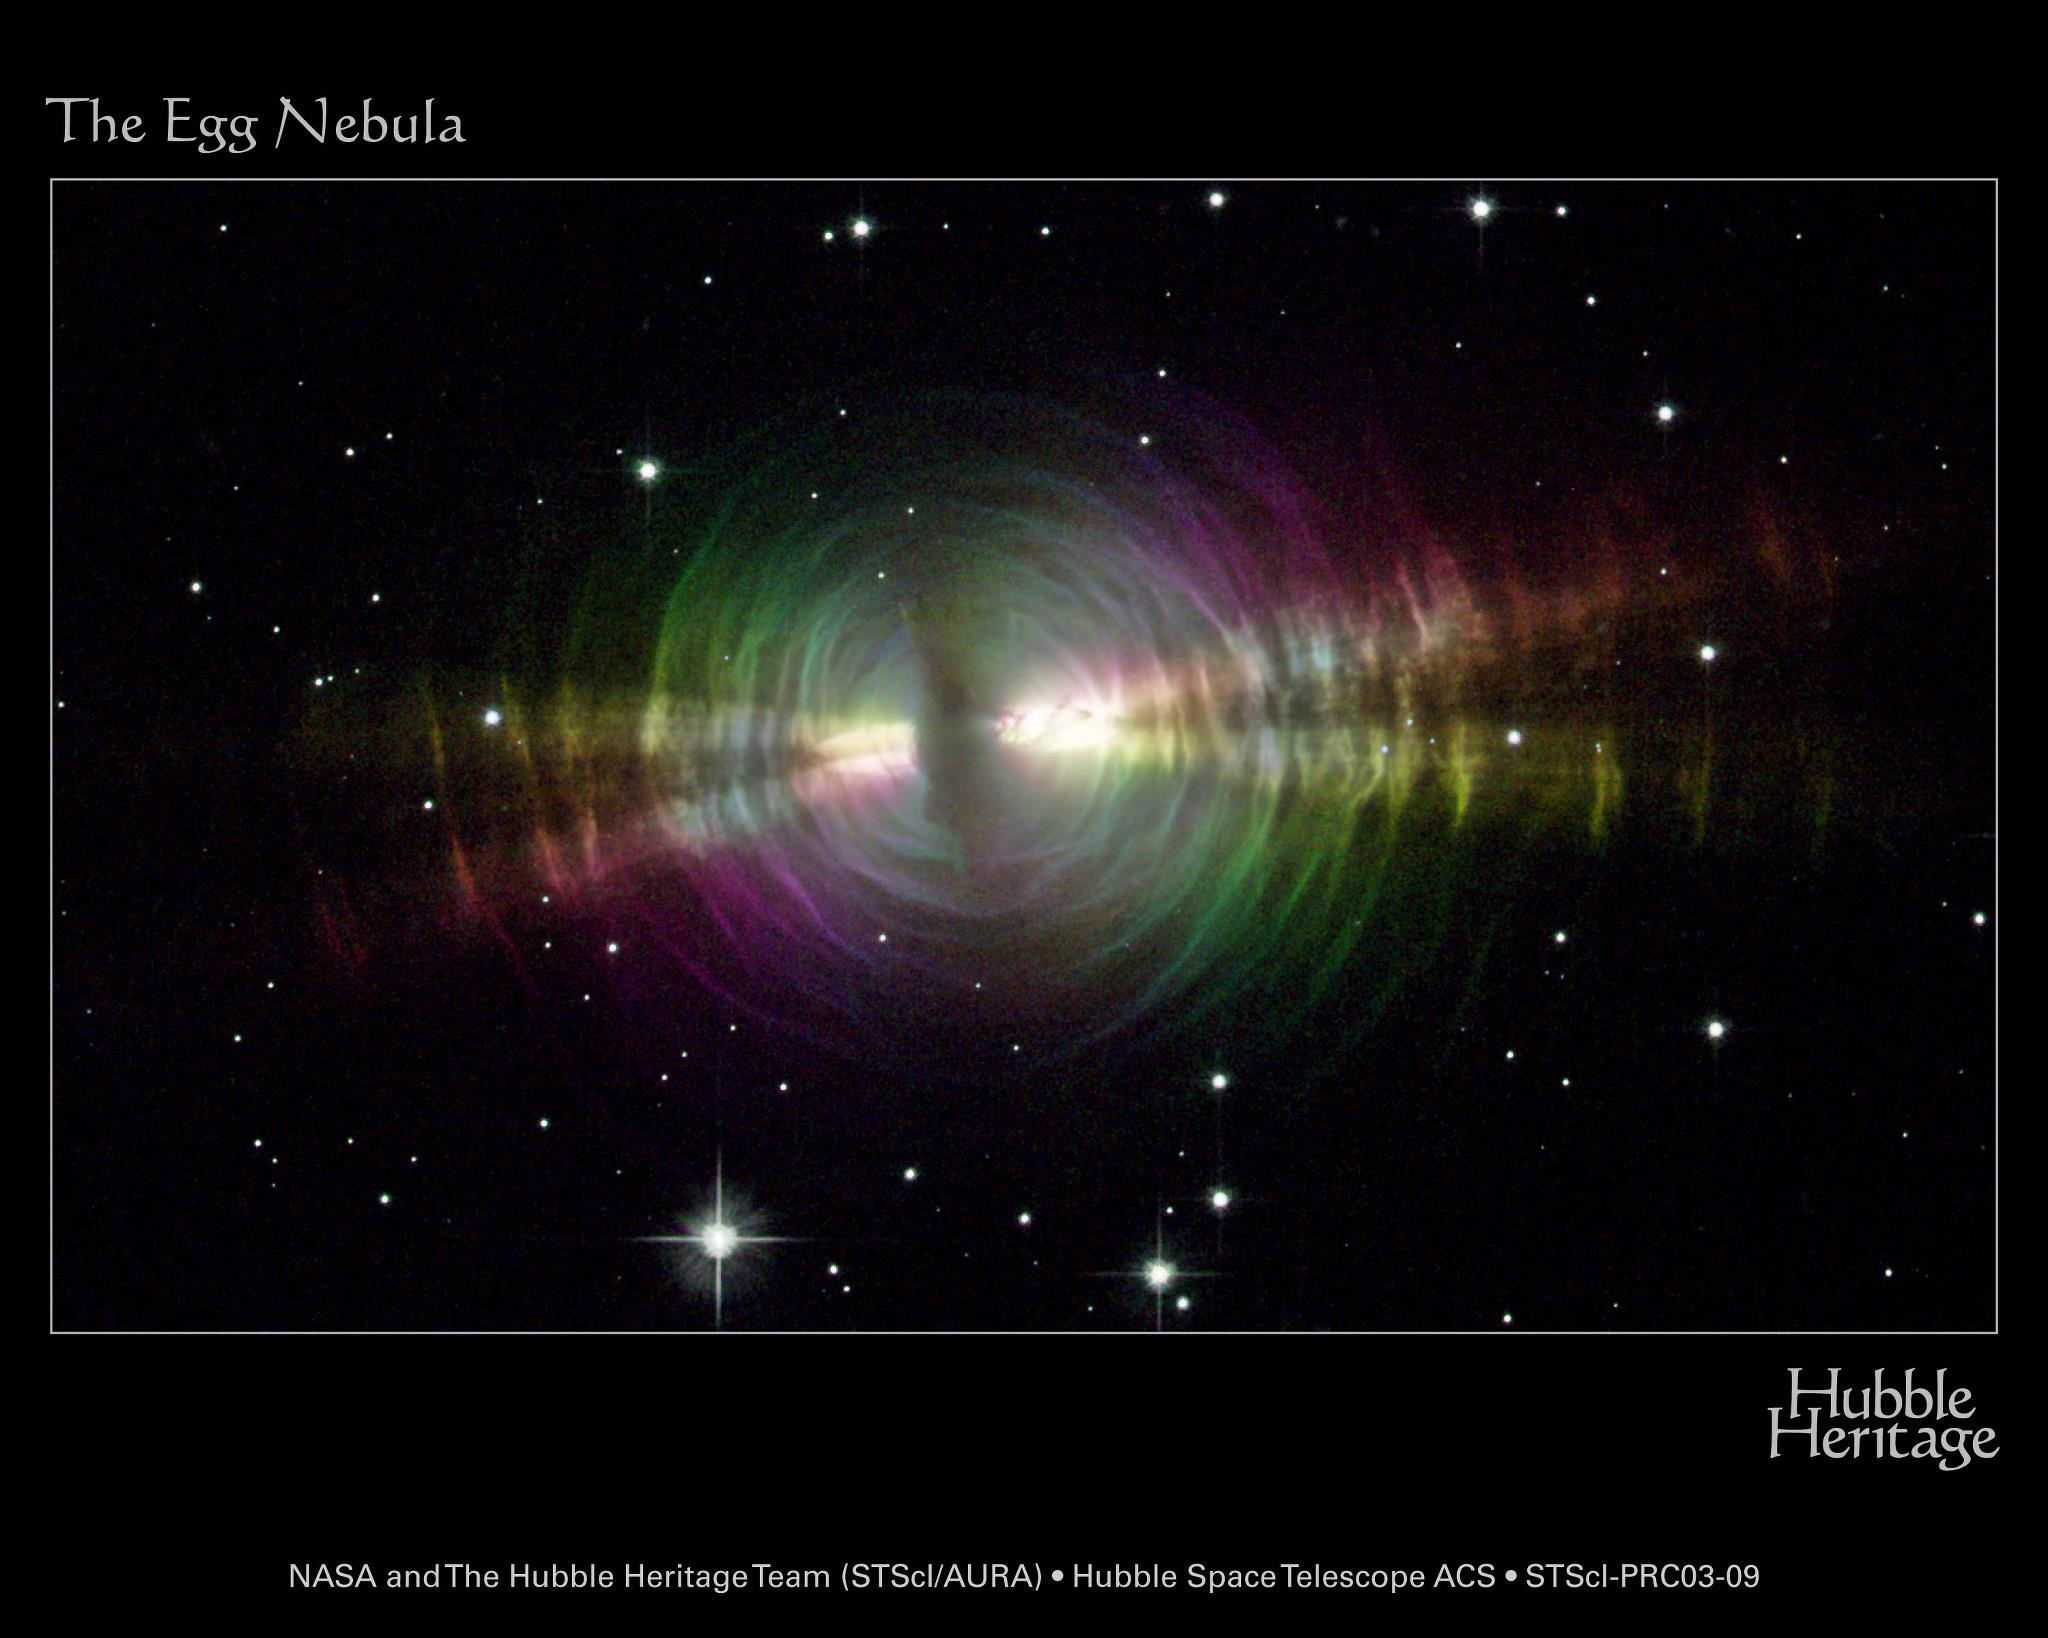 The Egg Nebula
Hubble
Heritage
NASA and The Hubble Heritage Team (STScI/AURA) • Hubble Space Telescope ACS • STScI-PRC03-09